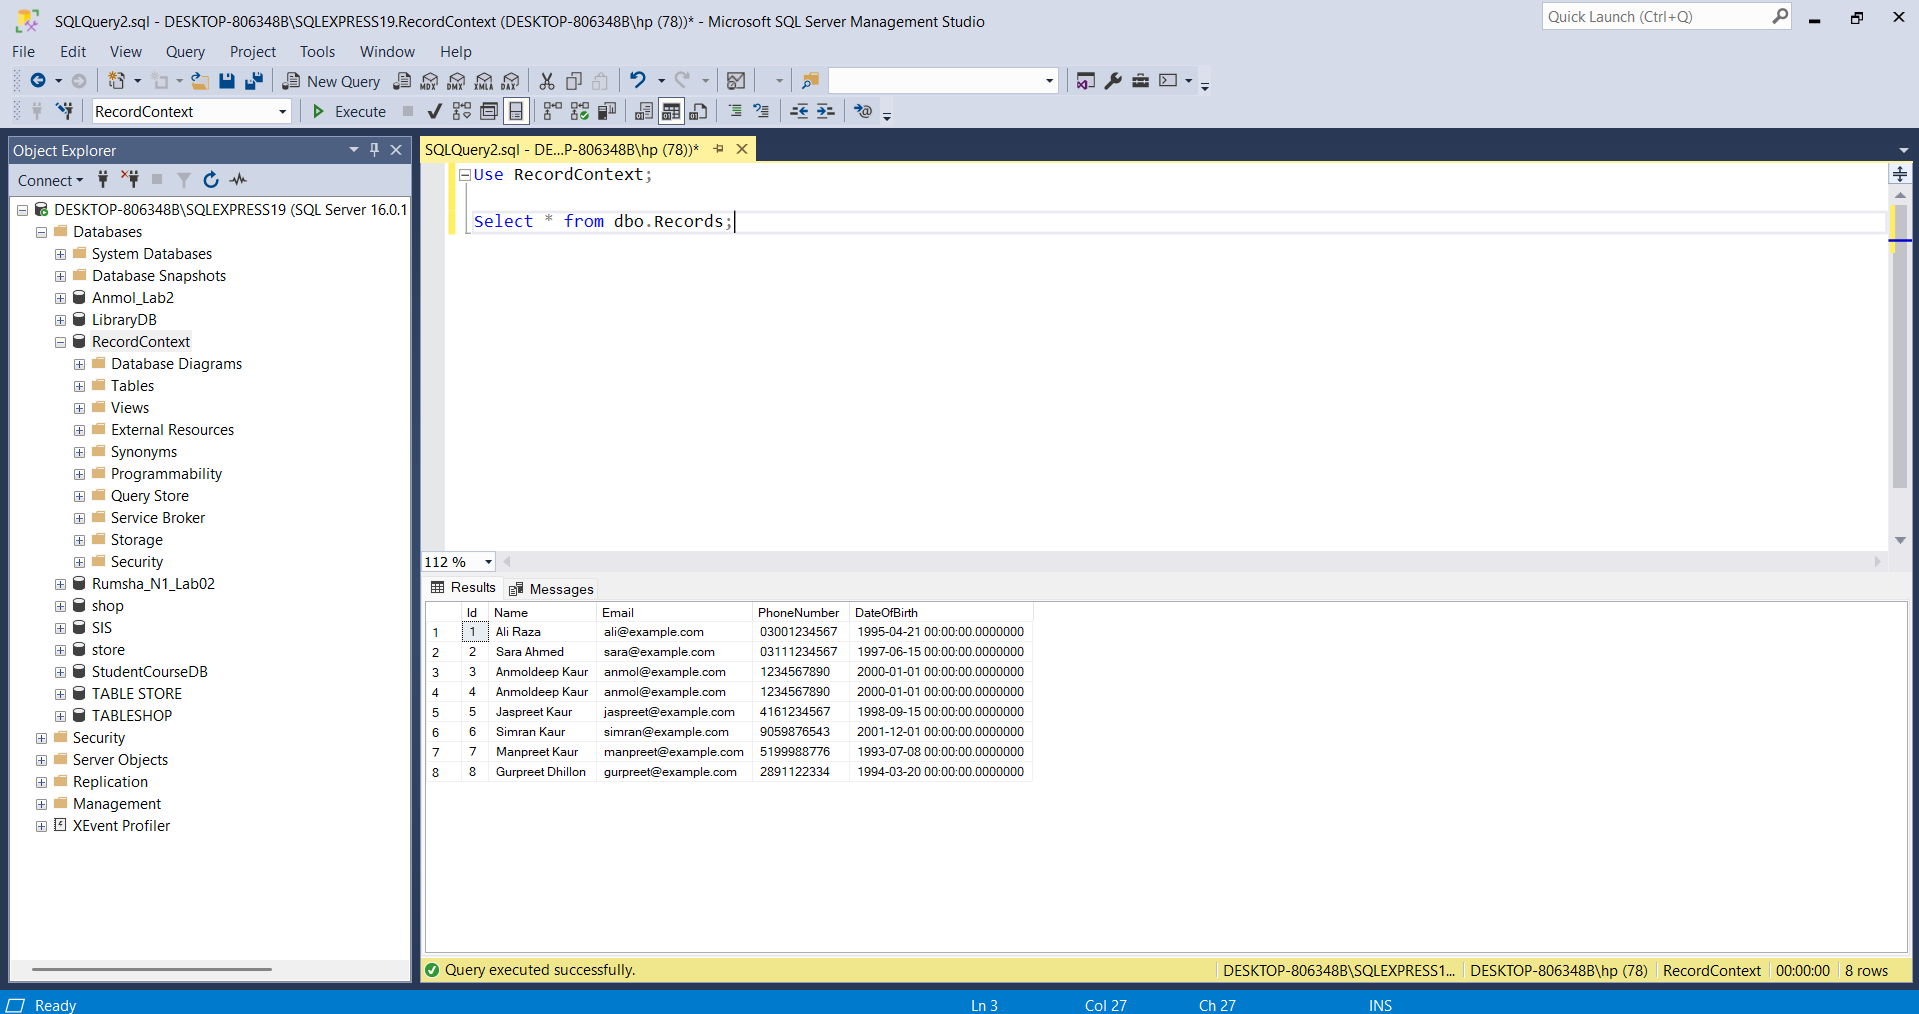 SQLQuery2.sql - DESKTOP-806348B\SQLEXPRESS19.RecordContext (DESKTOP-806348B\hp (78))* - Microsoft SQL Server Management Studio
Quick Launch (Ctrl+Q)
File Edit View Query Project Tools Window Help
New Query MDX DMX XMLA DAX
RecordContext Execute
Object Explorer
Connect
DESKTOP-806348B\SQLEXPRESS19 (SQL Server 16.0.1
Databases
System Databases
Database Snapshots
Anmol_Lab2
LibraryDB
RecordContext
Database Diagrams
Tables
Views
External Resources
Synonyms
Programmability
Query Store
Service Broker
Storage
Security
Rumsha_N1_Lab02
shop
SIS
store
StudentCourseDB
TABLE STORE
TABLESHOP
Security
Server Objects
Replication
Management
XEvent Profiler
SQLQuery2.sql - DE...P-806348B\hp (78))*
Use RecordContext;
Select * from dbo.Records;
112 %
Results Messages
Id Name Email PhoneNumber DateOfBirth
1 1 Ali Raza ali@example.com 03001234567 1995-04-21 00:00:00.0000000
2 2 Sara Ahmed sara@example.com 03111234567 1997-06-15 00:00:00.0000000
3 3 Anmoldeep Kaur anmol@example.com 1234567890 2000-01-01 00:00:00.0000000
4 4 Anmoldeep Kaur anmol@example.com 1234567890 2000-01-01 00:00:00.0000000
5 5 Jaspreet Kaur jaspreet@example.com 4161234567 1998-09-15 00:00:00.0000000
6 6 Simran Kaur simran@example.com 9059876543 2001-12-01 00:00:00.0000000
7 7 Manpreet Kaur manpreet@example.com 5199988776 1993-07-08 00:00:00.0000000
8 8 Gurpreet Dhillon gurpreet@example.com 2891122334 1994-03-20 00:00:00.0000000
Query executed successfully. DESKTOP-806348B\SQLEXPRESS1... DESKTOP-806348B\hp (78) RecordContext 00:00:00 8 rows
Ready Ln 3 Col 27 Ch 27 INS